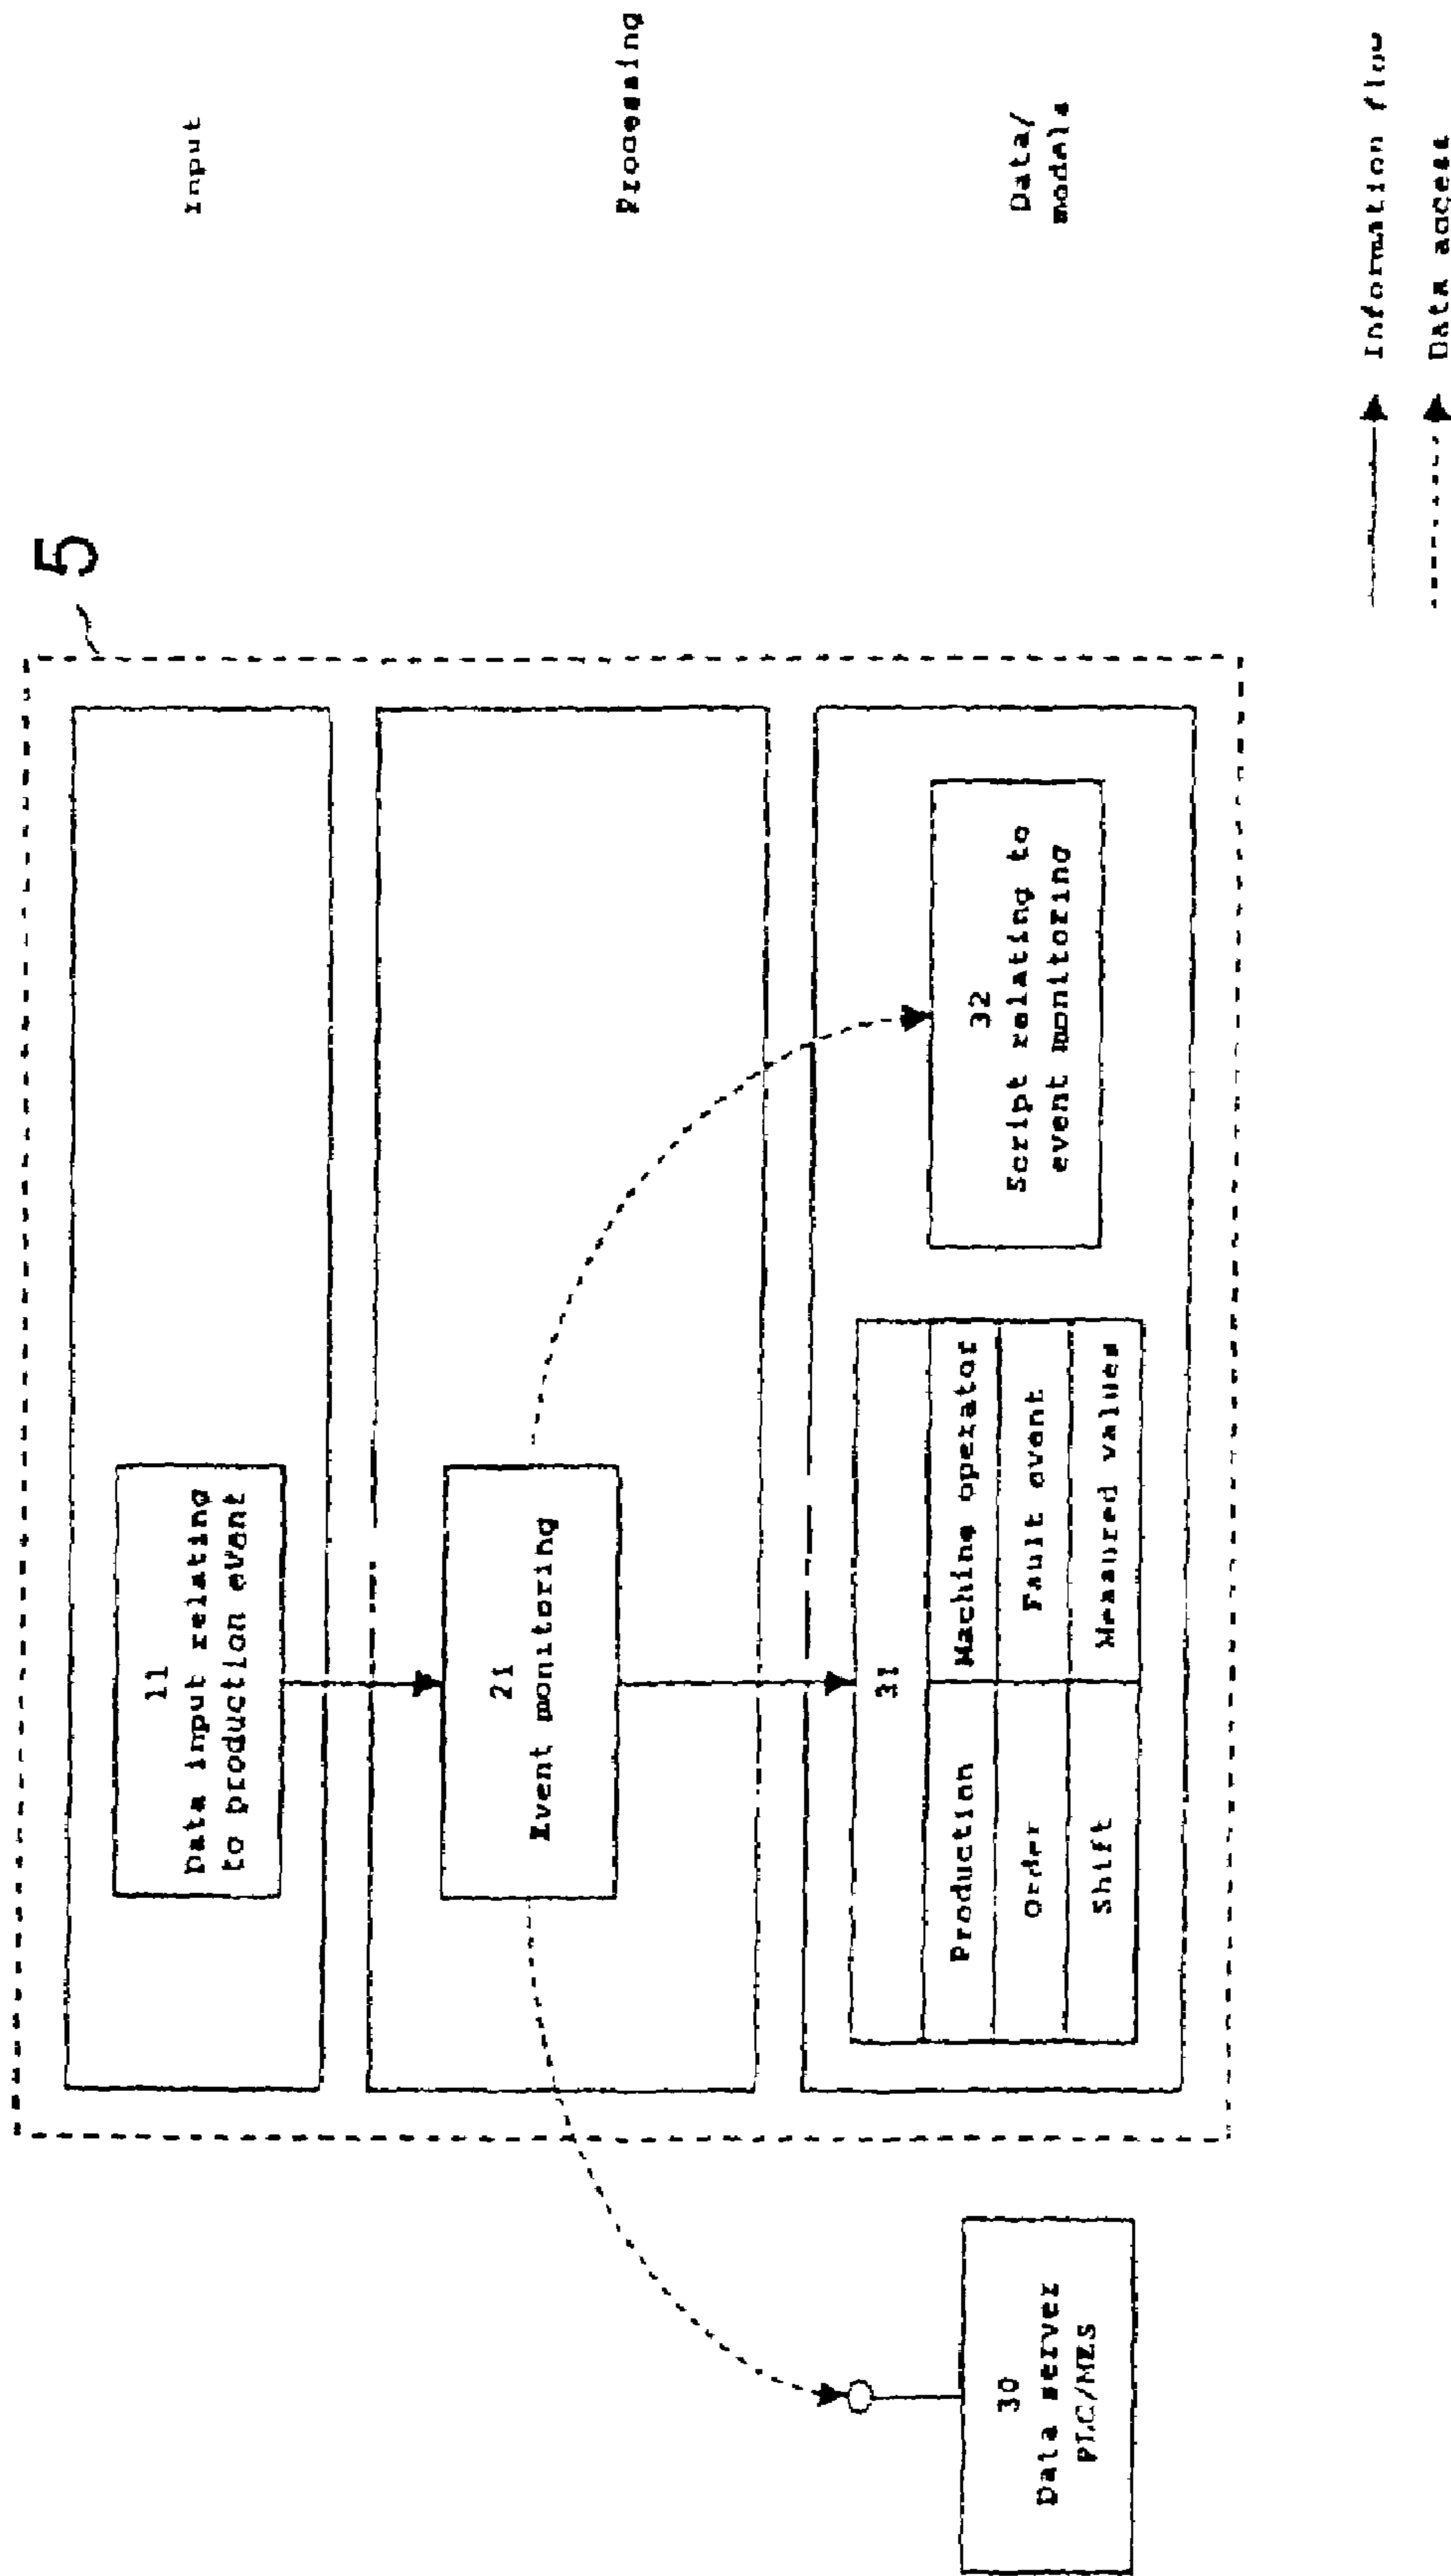 5
Input
11
Data input relating
to production event
Processing
21
Event monitoring
Data/
models
30
Data server
PLC/MES
31
Production
Machine operator
Order
Fault event
Shift
Measured values
32
Script relating to
event monitoring
Information flow
Data access